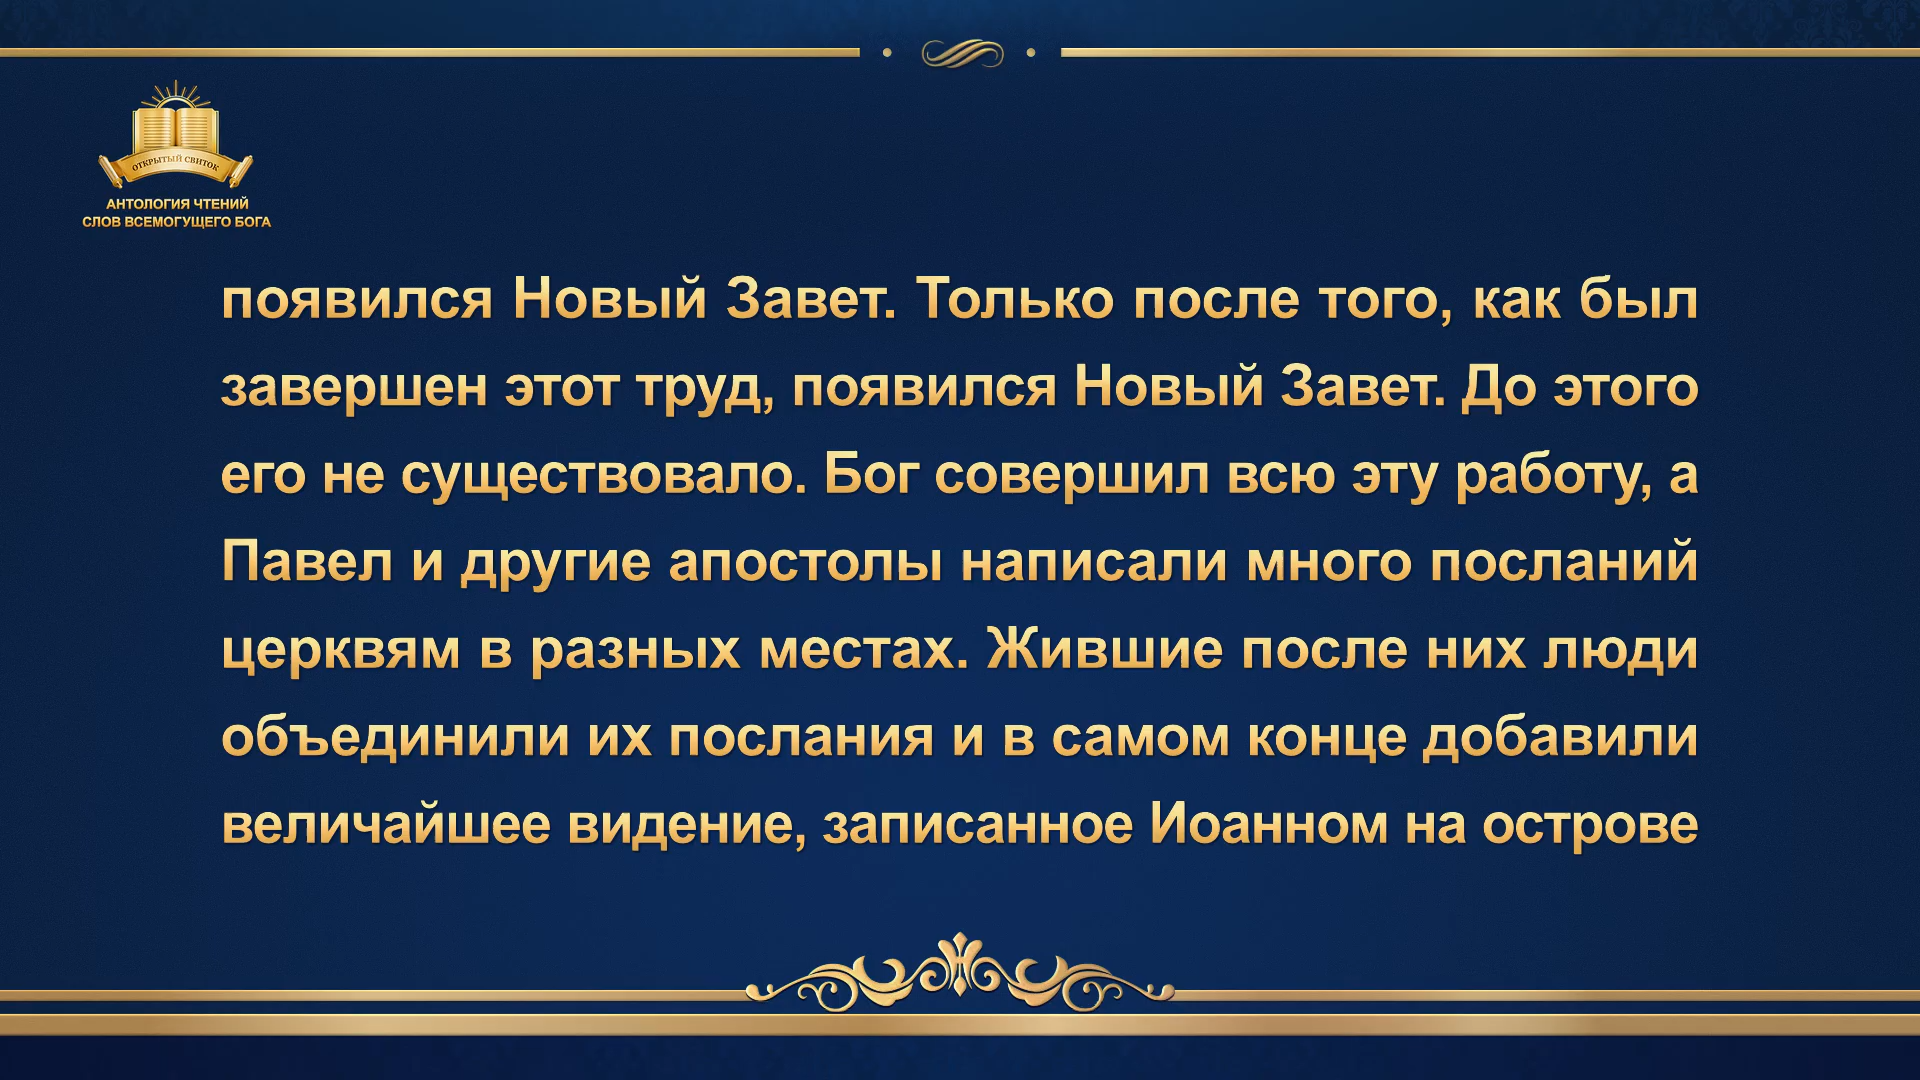 ОТКРЫТЫЙ СВИТОК
АНТОЛОГИЯ ЧТЕНИЙ
СЛОВ ВСЕМОГУЩЕГО БОГА
появился Новый Завет. Только после того, как был
завершен этот труд, появился Новый Завет. До этого
его не существовало. Бог совершил всю эту работу, а
Павел и другие апостолы написали много посланий
церквям в разных местах. Жившие после них люди
объединили их послания и в самом конце добавили
величайшее видение, записанное Иоанном на острове